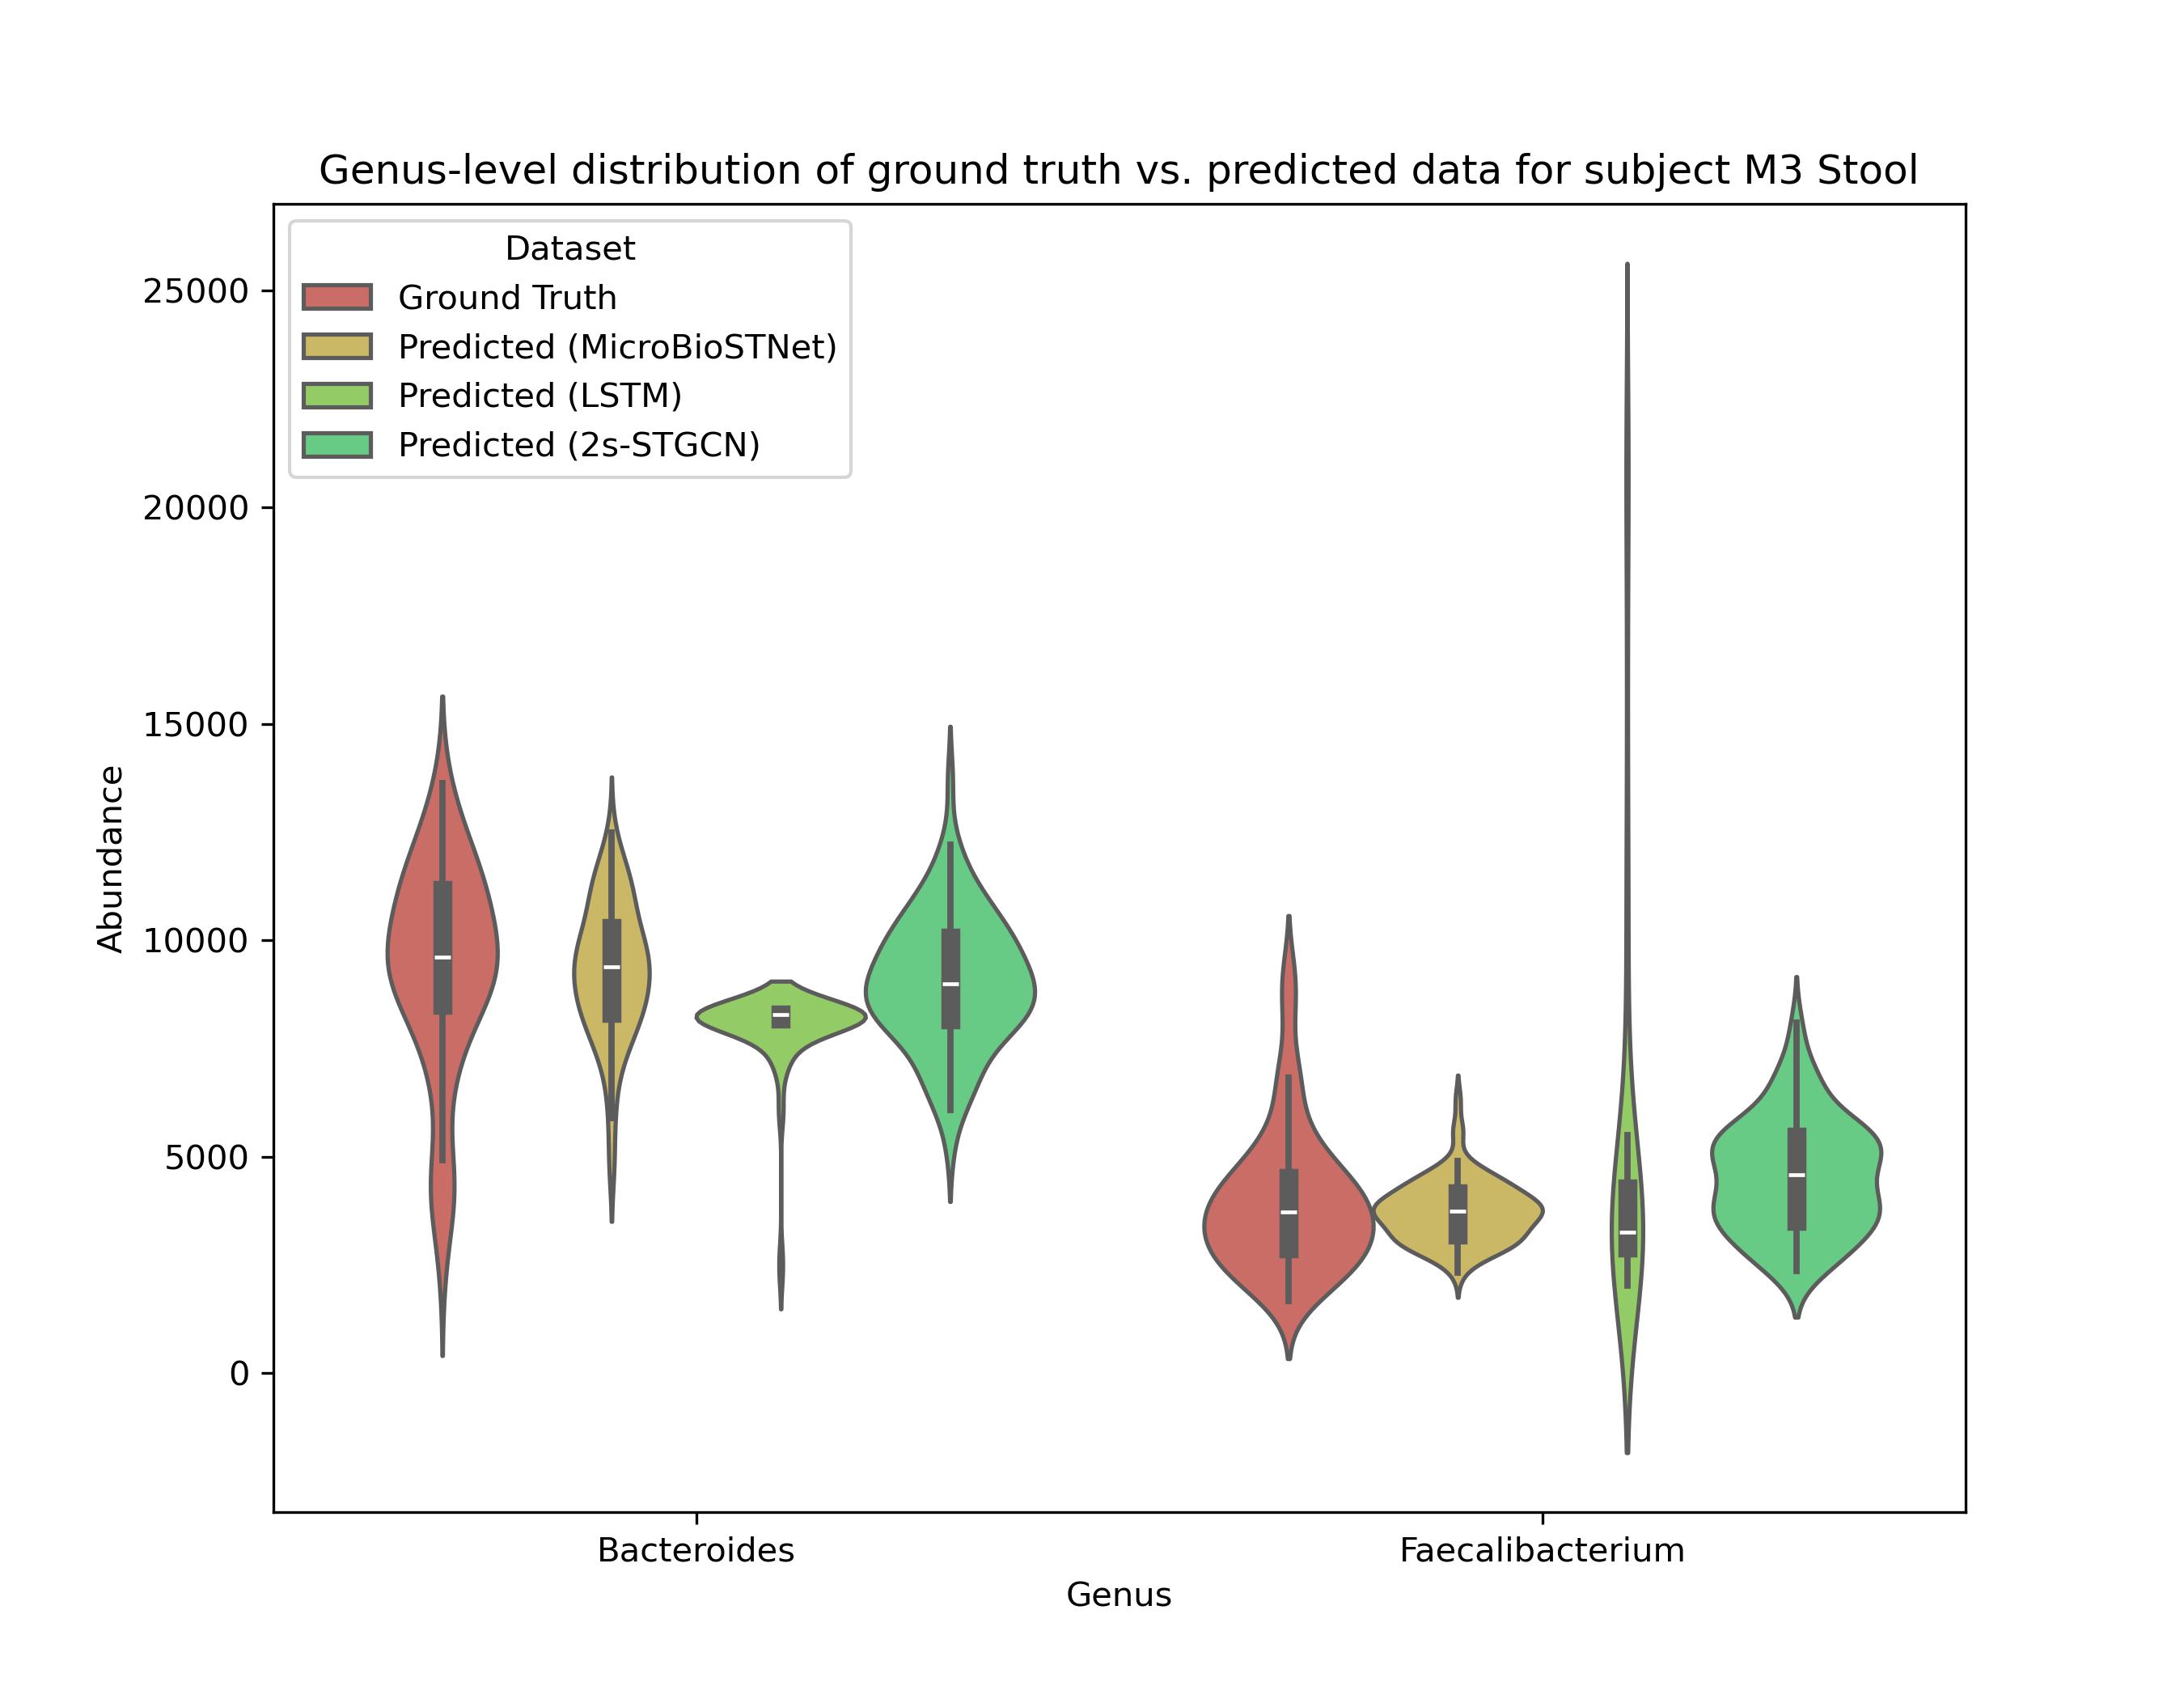 Genus-level distribution of ground truth vs. predicted data for subject M3 Stool
Dataset
Ground Truth
Predicted (MicroBioSTNet)
Predicted (LSTM)
Predicted (2s-STGCN)
25000
20000
15000
10000
5000
0
Abundance
Bacteroides
Faecalibacterium
Genus